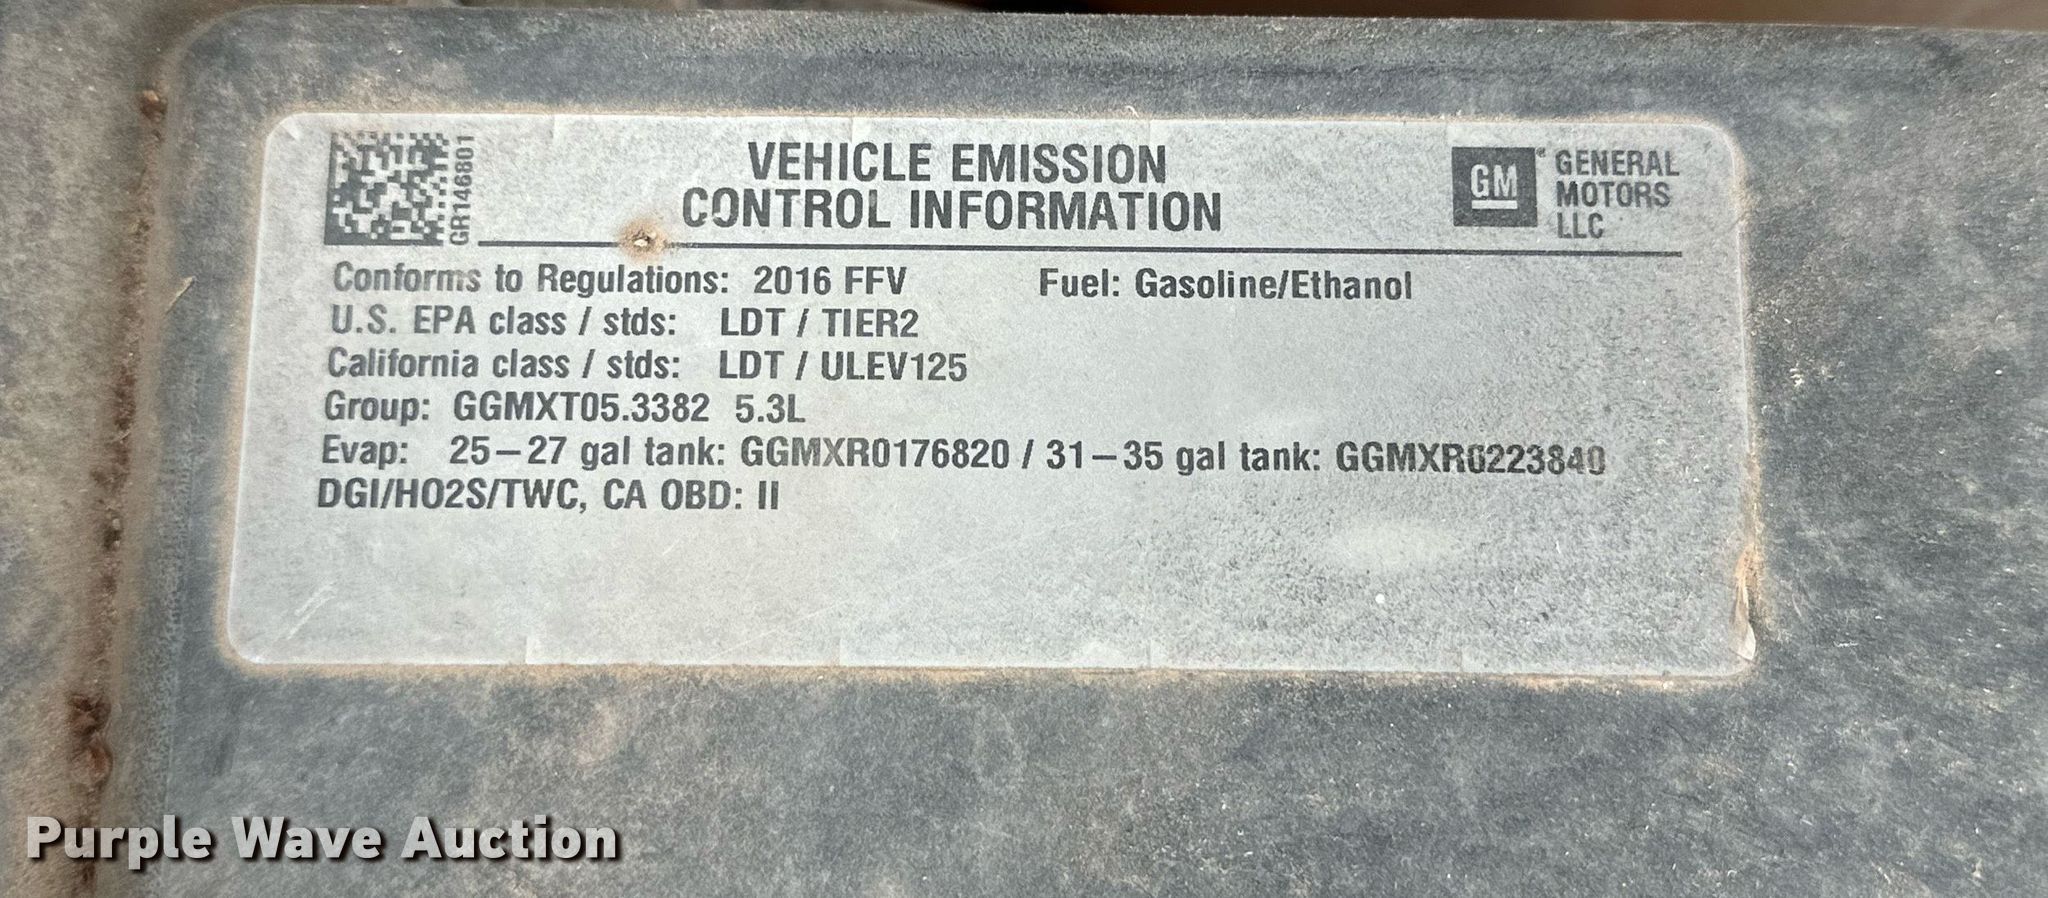 GR146801
VEHICLE EMISSION
CONTROL INFORMATION
GM
GENERAL
MOTORS
LLC
Conforms to Regulations: 2016 FFV Fuel: Gasoline/Ethanol
U.S. EPA class / stds: LDT / TIER2
California class / stds: LDT / ULEV125
Group: GGMXT05.3382 5.3L
Evap: 25–27 gal tank: GGMXR0176820 / 31–35 gal tank: GGMXR0223840
DGI/HO2S/TWC, CA OBD: II
Purple Wave Auction